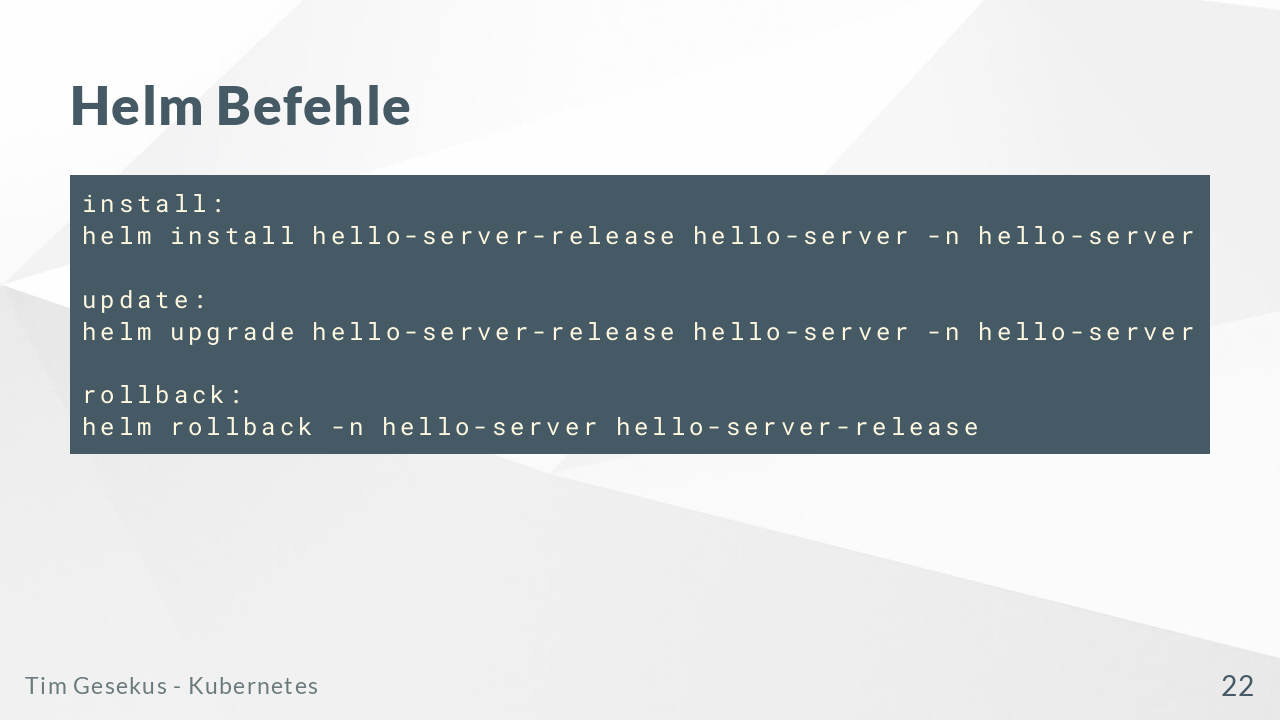 Helm Befehle
install:
helm install hello-server-release hello-server -n hello-server
update:
helm upgrade hello-server-release hello-server -n hello-server
rollback:
helm rollback -n hello-server hello-server-release
Tim Gesekus - Kubernetes
22